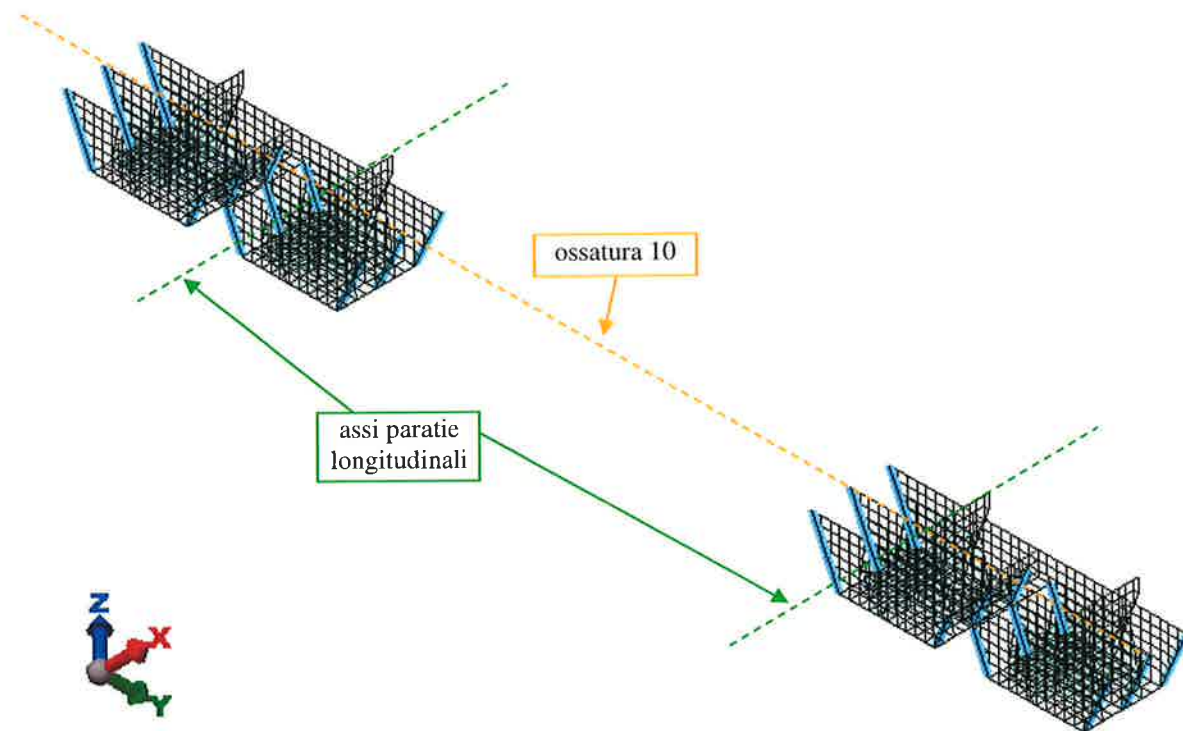 ossatura 10
assi paratie
longitudinali
Z
X
Y